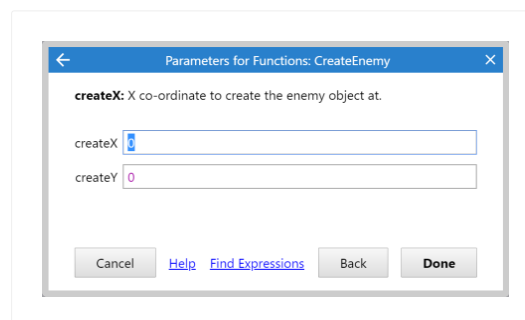 Parameters for Functions: CreateEnemy
createX: X co-ordinate to create the enemy object at.
createX 0
createY 0
Cancel Help Find Expressions Back Done